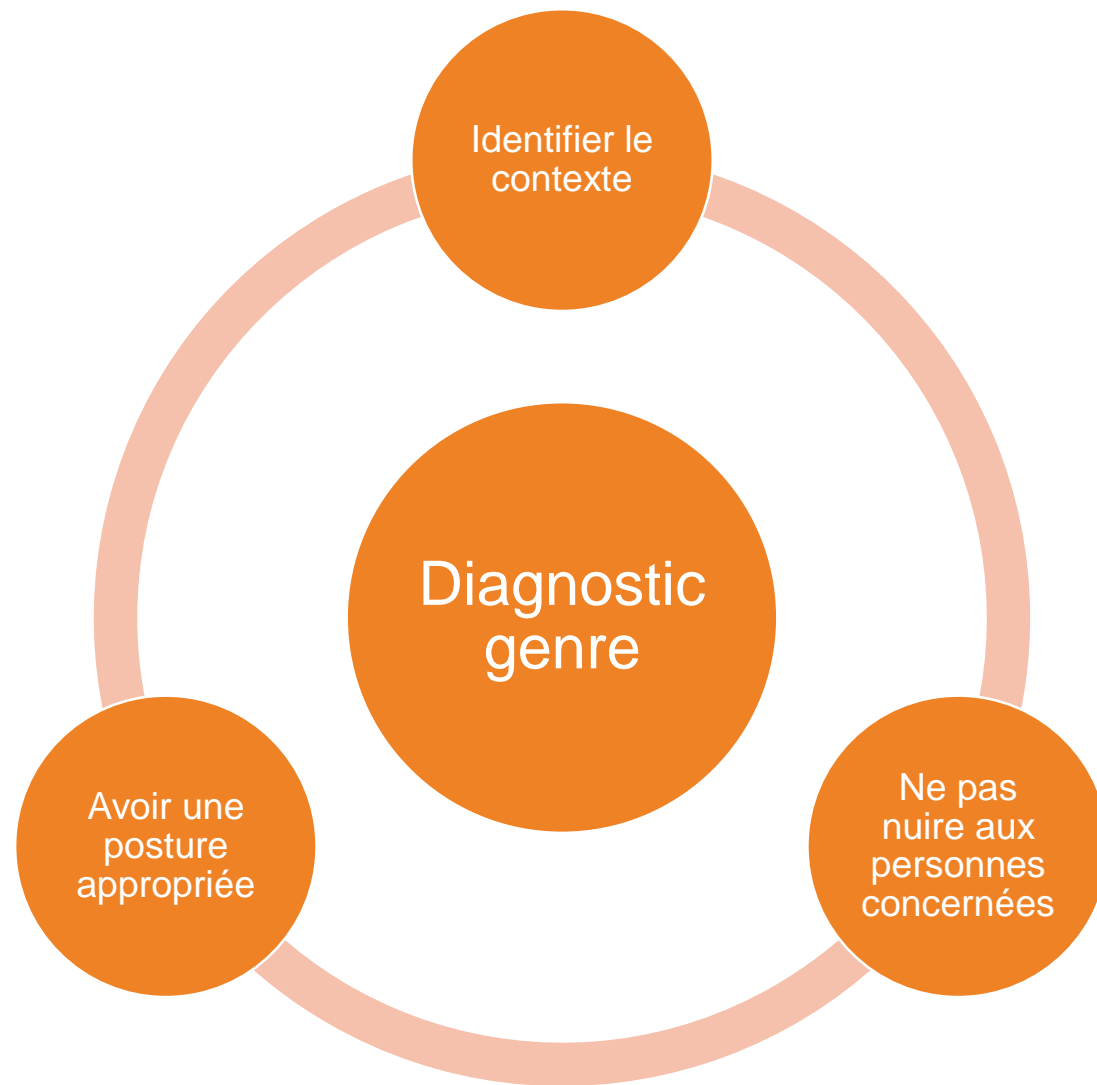 Identifier le
contexte
Diagnostic
genre
Avoir une
posture
appropriée
Ne pas
nuire aux
personnes
concernées